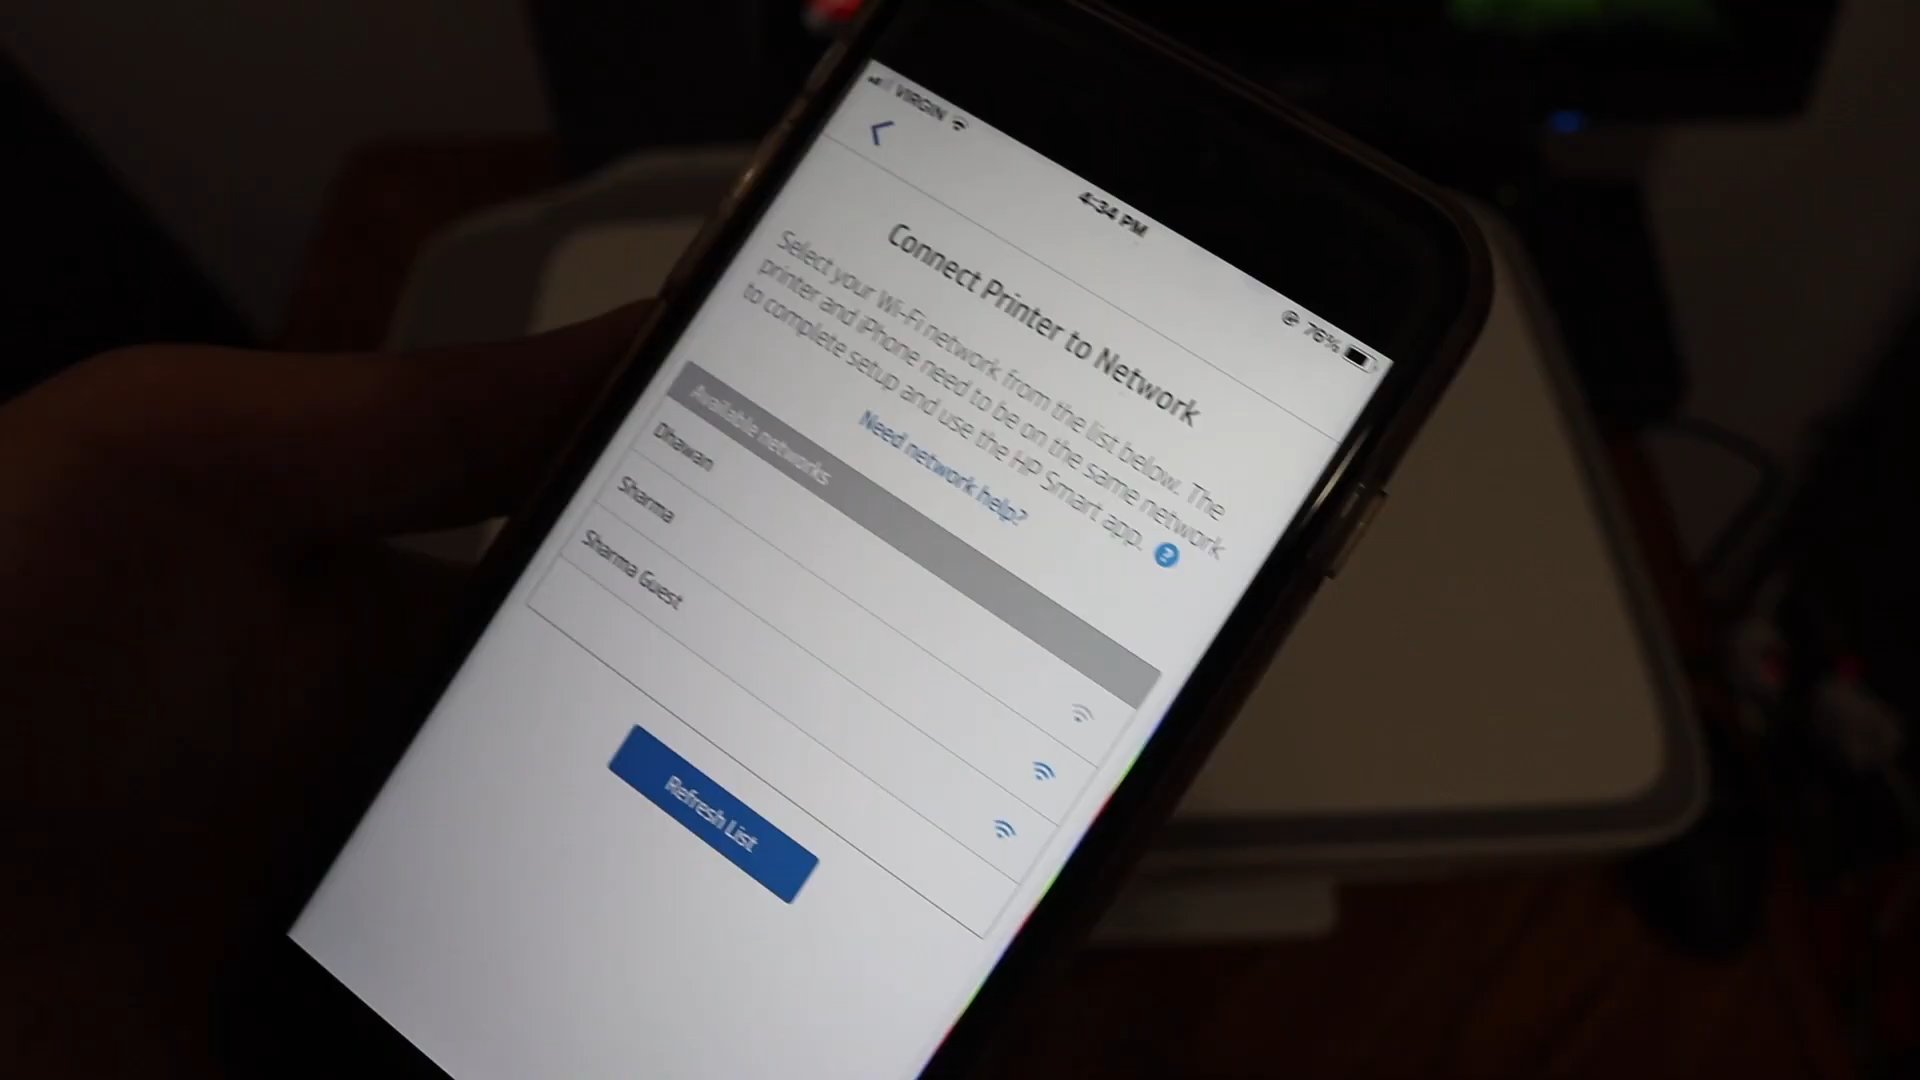 VIRGIN
4:34 PM
76%
Connect Printer to Network
Select your Wi-Fi network from the list below. The
printer and iPhone need to be on the same network
to complete setup and use the HP Smart app. ?
Need network help?
Available networks
Dhawan
Sharma
Sharma Guest
Refresh List